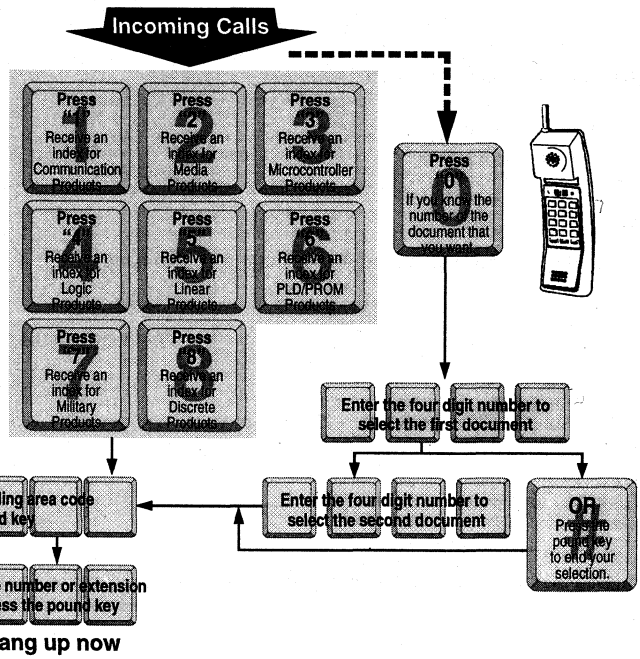 Incoming Calls
Press
"1"
Receive an
index for
Communication
Products
Press
"2"
Receive an
index for
Media
Products
Press
"3"
Receive an
index for
Microcontroller
Products
Press
"0"
If you know the
number of the
document that
you want.
Press
"4"
Receive an
index for
Logic
Products
Press
"5"
Receive an
index for
Linear
Products
Press
"6"
Receive an
index for
PLD/PROM
Products
Press
"7"
Receive an
index for
Military
Products
Press
"8"
Receive an
index for
Discrete
Products
Enter the four digit number to
select the first document
ling area code
d key
Enter the four digit number to
select the second document
OR
Press the
pound key
to end your
selection.
#
number or extension
ess the pound key
ang up now